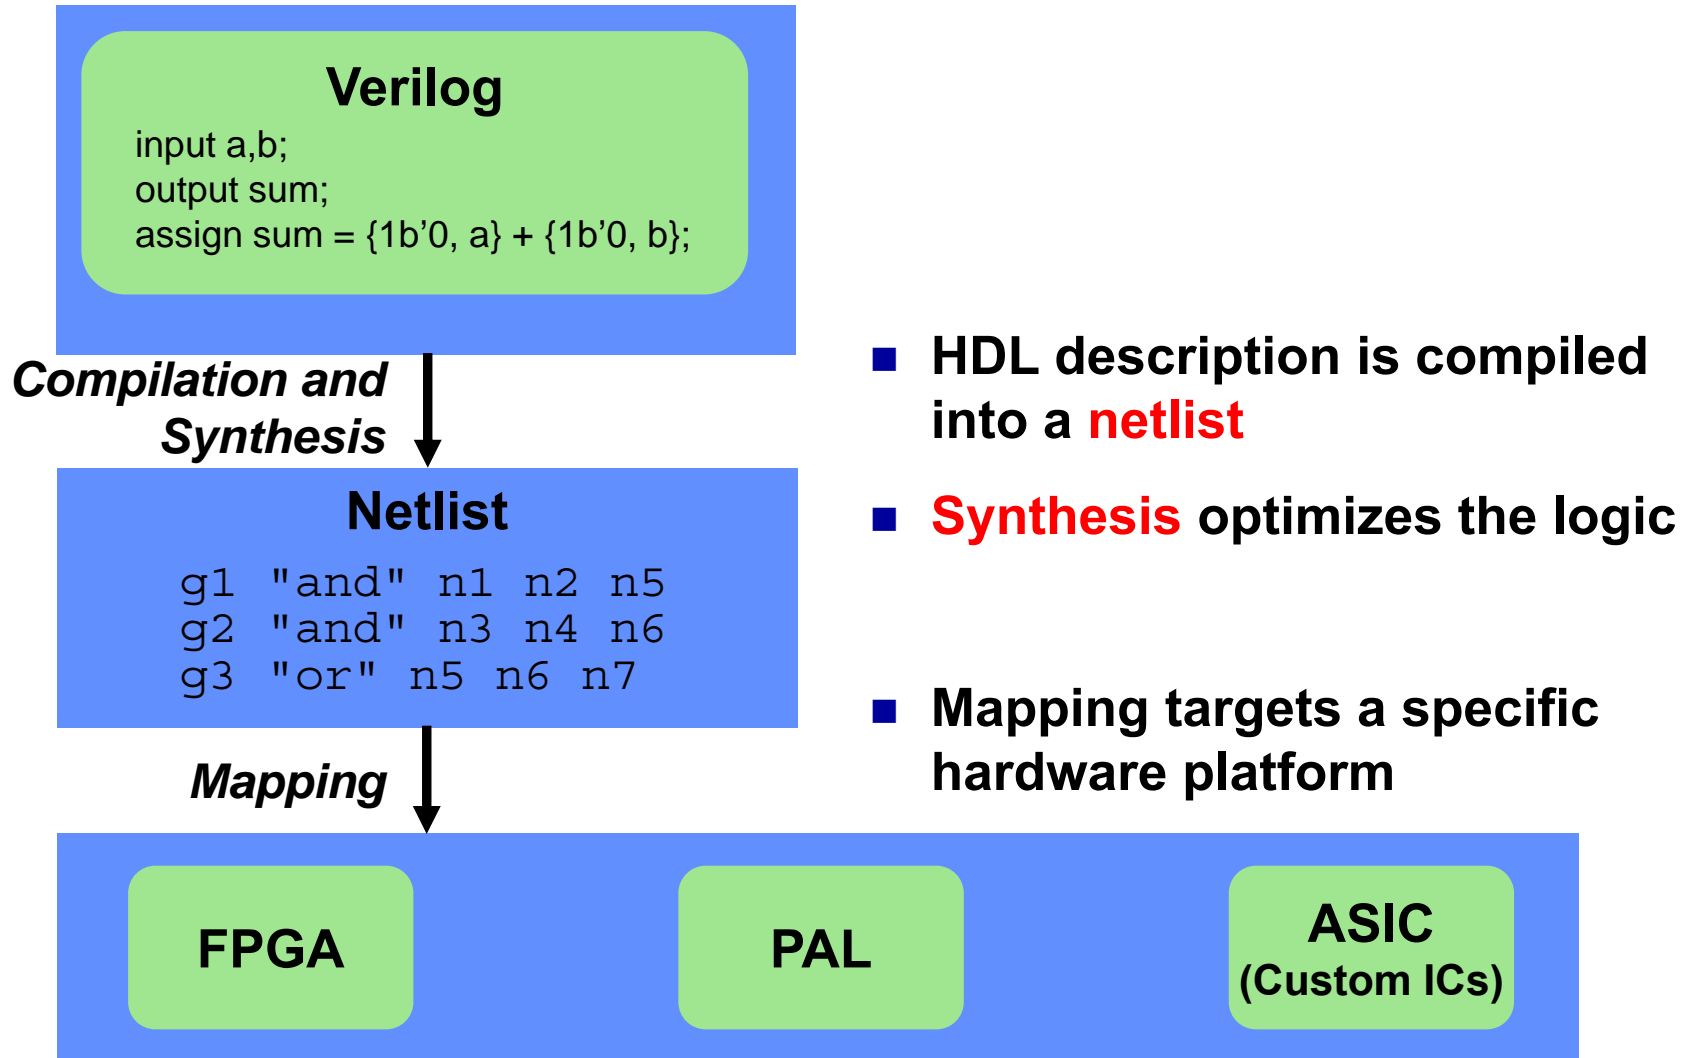 Verilog
input a,b;
output sum;
assign sum = {1b’0, a} + {1b’0, b};
Compilation and
Synthesis
Netlist
g1 "and" n1 n2 n5
g2 "and" n3 n4 n6
g3 "or" n5 n6 n7
Mapping
HDL description is compiled
into a netlist
Synthesis optimizes the logic
Mapping targets a specific
hardware platform
FPGA
PAL
ASIC
(Custom ICs)